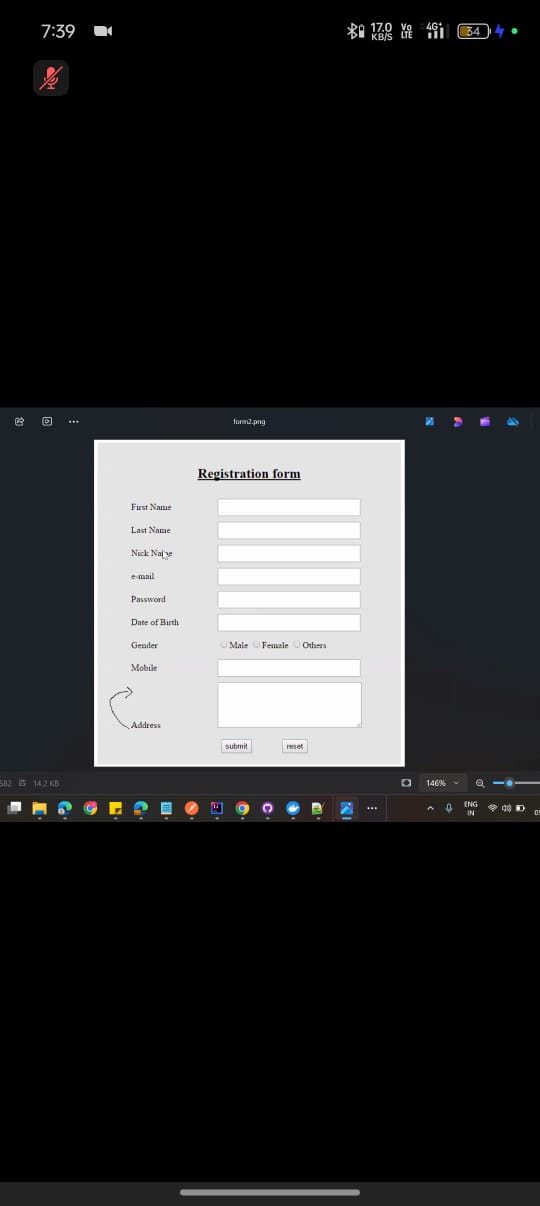 7:39 17.0 KB/S Vo LTE 4G+ 34
form2.png
Registration form
First Name
Last Name
Nick Name
e-mail
Password
Date of Birth
Gender Male Female Others
Mobile
Address
submit reset
582 14.2 KB 146%
ENG
IN